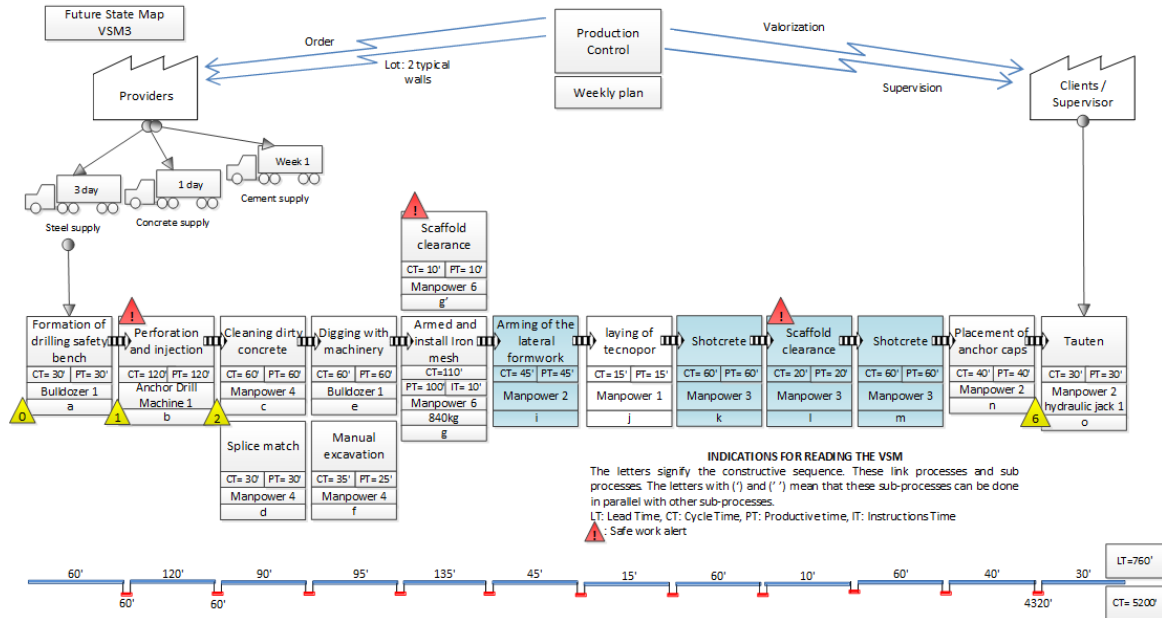 Future State Map
VSM3
Order
Lot: 2 typical
walls
Production
Control
Weekly plan
Valorization
Supervision
Providers
Clients /
Supervisor
3 day
1 day
Week 1
Steel supply
Concrete supply
Cement supply
!
Scaffold
clearance
CT= 10' PT= 10'
Manpower 6
g'
Formation of
drilling safety
bench
CT= 30' PT= 30'
Bulldozer 1
a
0
!
Perforation
and injection
CT= 120' PT= 120'
Anchor Drill
Machine 1
b
1
Cleaning dirty
concrete
CT= 60' PT= 60'
Manpower 4
c
2
Splice match
CT= 30' PT= 30'
Manpower 4
d
Digging with
machinery
CT= 60' PT= 60'
Bulldozer 1
e
Manual
excavation
CT= 35' PT= 25'
Manpower 4
f
Armed and
install Iron
mesh
CT=110'
PT= 100' IT= 10'
Manpower 6
840kg
g
Arming of the
lateral
formwork
CT= 45' PT= 45'
Manpower 2
i
laying of
tecnopor
CT= 15' PT= 15'
Manpower 1
j
Shotcrete
CT= 60' PT= 60'
Manpower 3
k
!
Scaffold
clearance
CT= 20' PT= 20'
Manpower 3
l
Shotcrete
CT= 60' PT= 60'
Manpower 3
m
Placement of
anchor caps
CT= 40' PT= 40'
Manpower 2
n
6
Tauten
CT= 30' PT= 30'
Manpower 2
hydraulic jack 1
o
INDICATIONS FOR READING THE VSM
The letters signify the constructive sequence. These link processes and sub
processes. The letters with (') and (' ') mean that these sub-processes can be done
in parallel with other sub-processes.
LT: Lead Time, CT: Cycle Time, PT: Productive time, IT: Instructions Time
! : Safe work alert
60' 120' 90' 95' 135' 45' 15' 60' 10' 60' 40' 30'
60' 60' 4320'
LT=760'
CT= 5200'